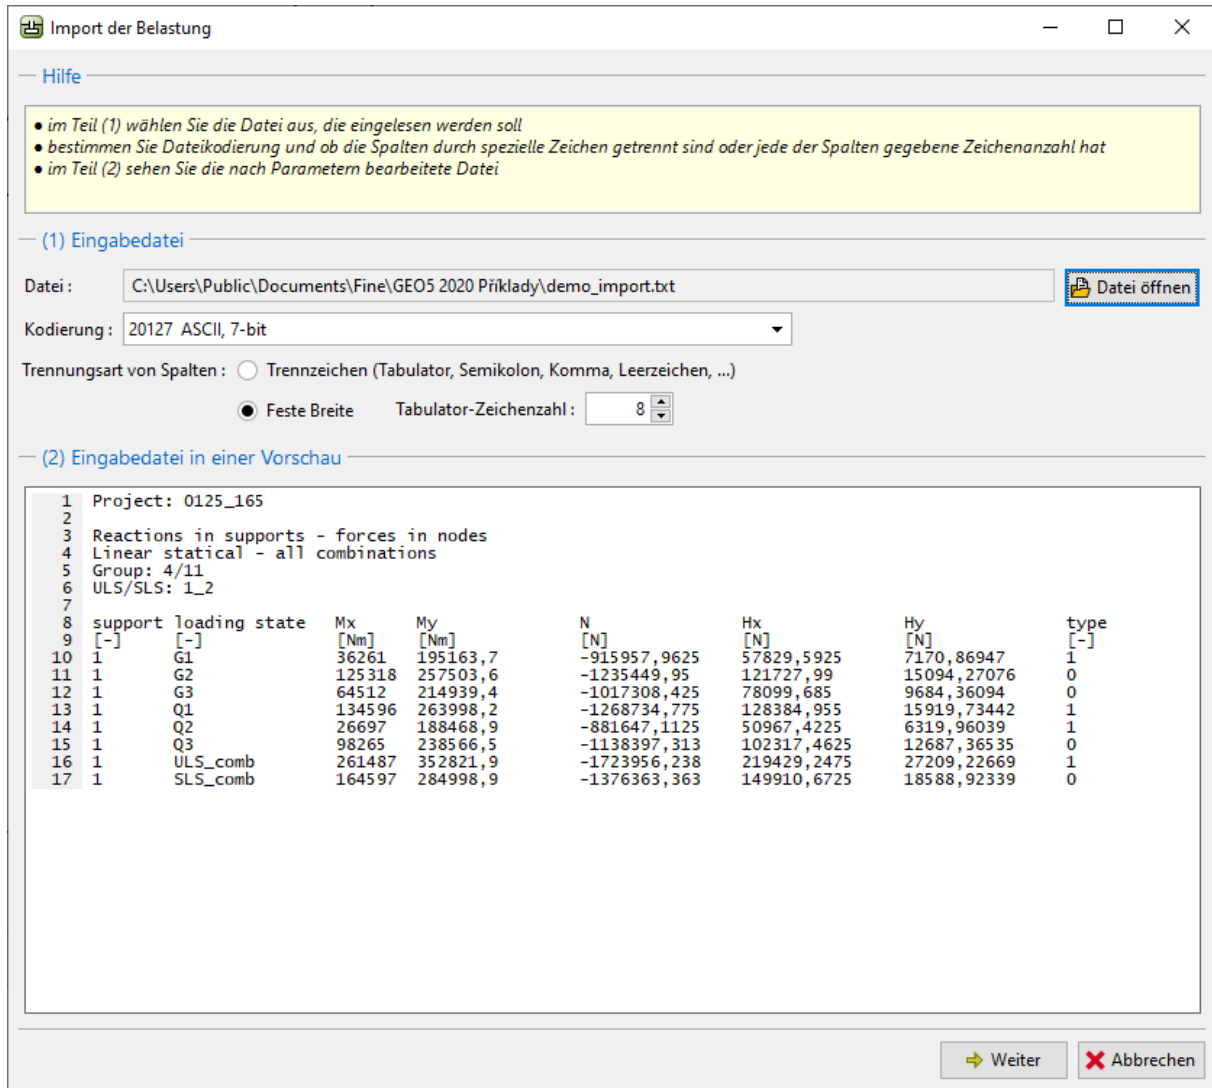 Import der Belastung
Hilfe
• im Teil (1) wählen Sie die Datei aus, die eingelesen werden soll
• bestimmen Sie Dateikodierung und ob die Spalten durch spezielle Zeichen getrennt sind oder jede der Spalten gegebene Zeichenanzahl hat
• im Teil (2) sehen Sie die nach Parametern bearbeitete Datei
(1) Eingabedatei
Datei : C:\Users\Public\Documents\Fine\GEO5 2020 Příklady\demo_import.txt Datei öffnen
Kodierung : 20127 ASCII, 7-bit
Trennungsart von Spalten : Trennzeichen (Tabulator, Semikolon, Komma, Leerzeichen, ...)
Feste Breite Tabulator-Zeichenzahl : 8
(2) Eingabedatei in einer Vorschau
1 Project: 0125_165
2
3 Reactions in supports - forces in nodes
4 Linear statical - all combinations
5 Group: 4/11
6 ULS/SLS: 1_2
7
8 support loading state Mx My N Hx Hy type
9 [-] [-] [Nm] [Nm] [N] [N] [N] [-]
10 1 G1 36261 195163,7 -915957,9625 57829,5925 7170,86947 1
11 1 G2 125318 257503,6 -1235449,95 121727,99 15094,27076 0
12 1 G3 64512 214939,4 -1017308,425 78099,685 9684,36094 0
13 1 Q1 134596 263998,2 -1268734,775 128384,955 15919,73442 1
14 1 Q2 26697 188468,9 -881647,1125 50967,4225 6319,96039 1
15 1 Q3 98265 238566,5 -1138397,313 102317,4625 12687,36535 0
16 1 ULS_comb 261487 352821,9 -1723956,238 219429,2475 27209,22669 1
17 1 SLS_comb 164597 284998,9 -1376363,363 149910,6725 18588,92339 0
Weiter Abbrechen